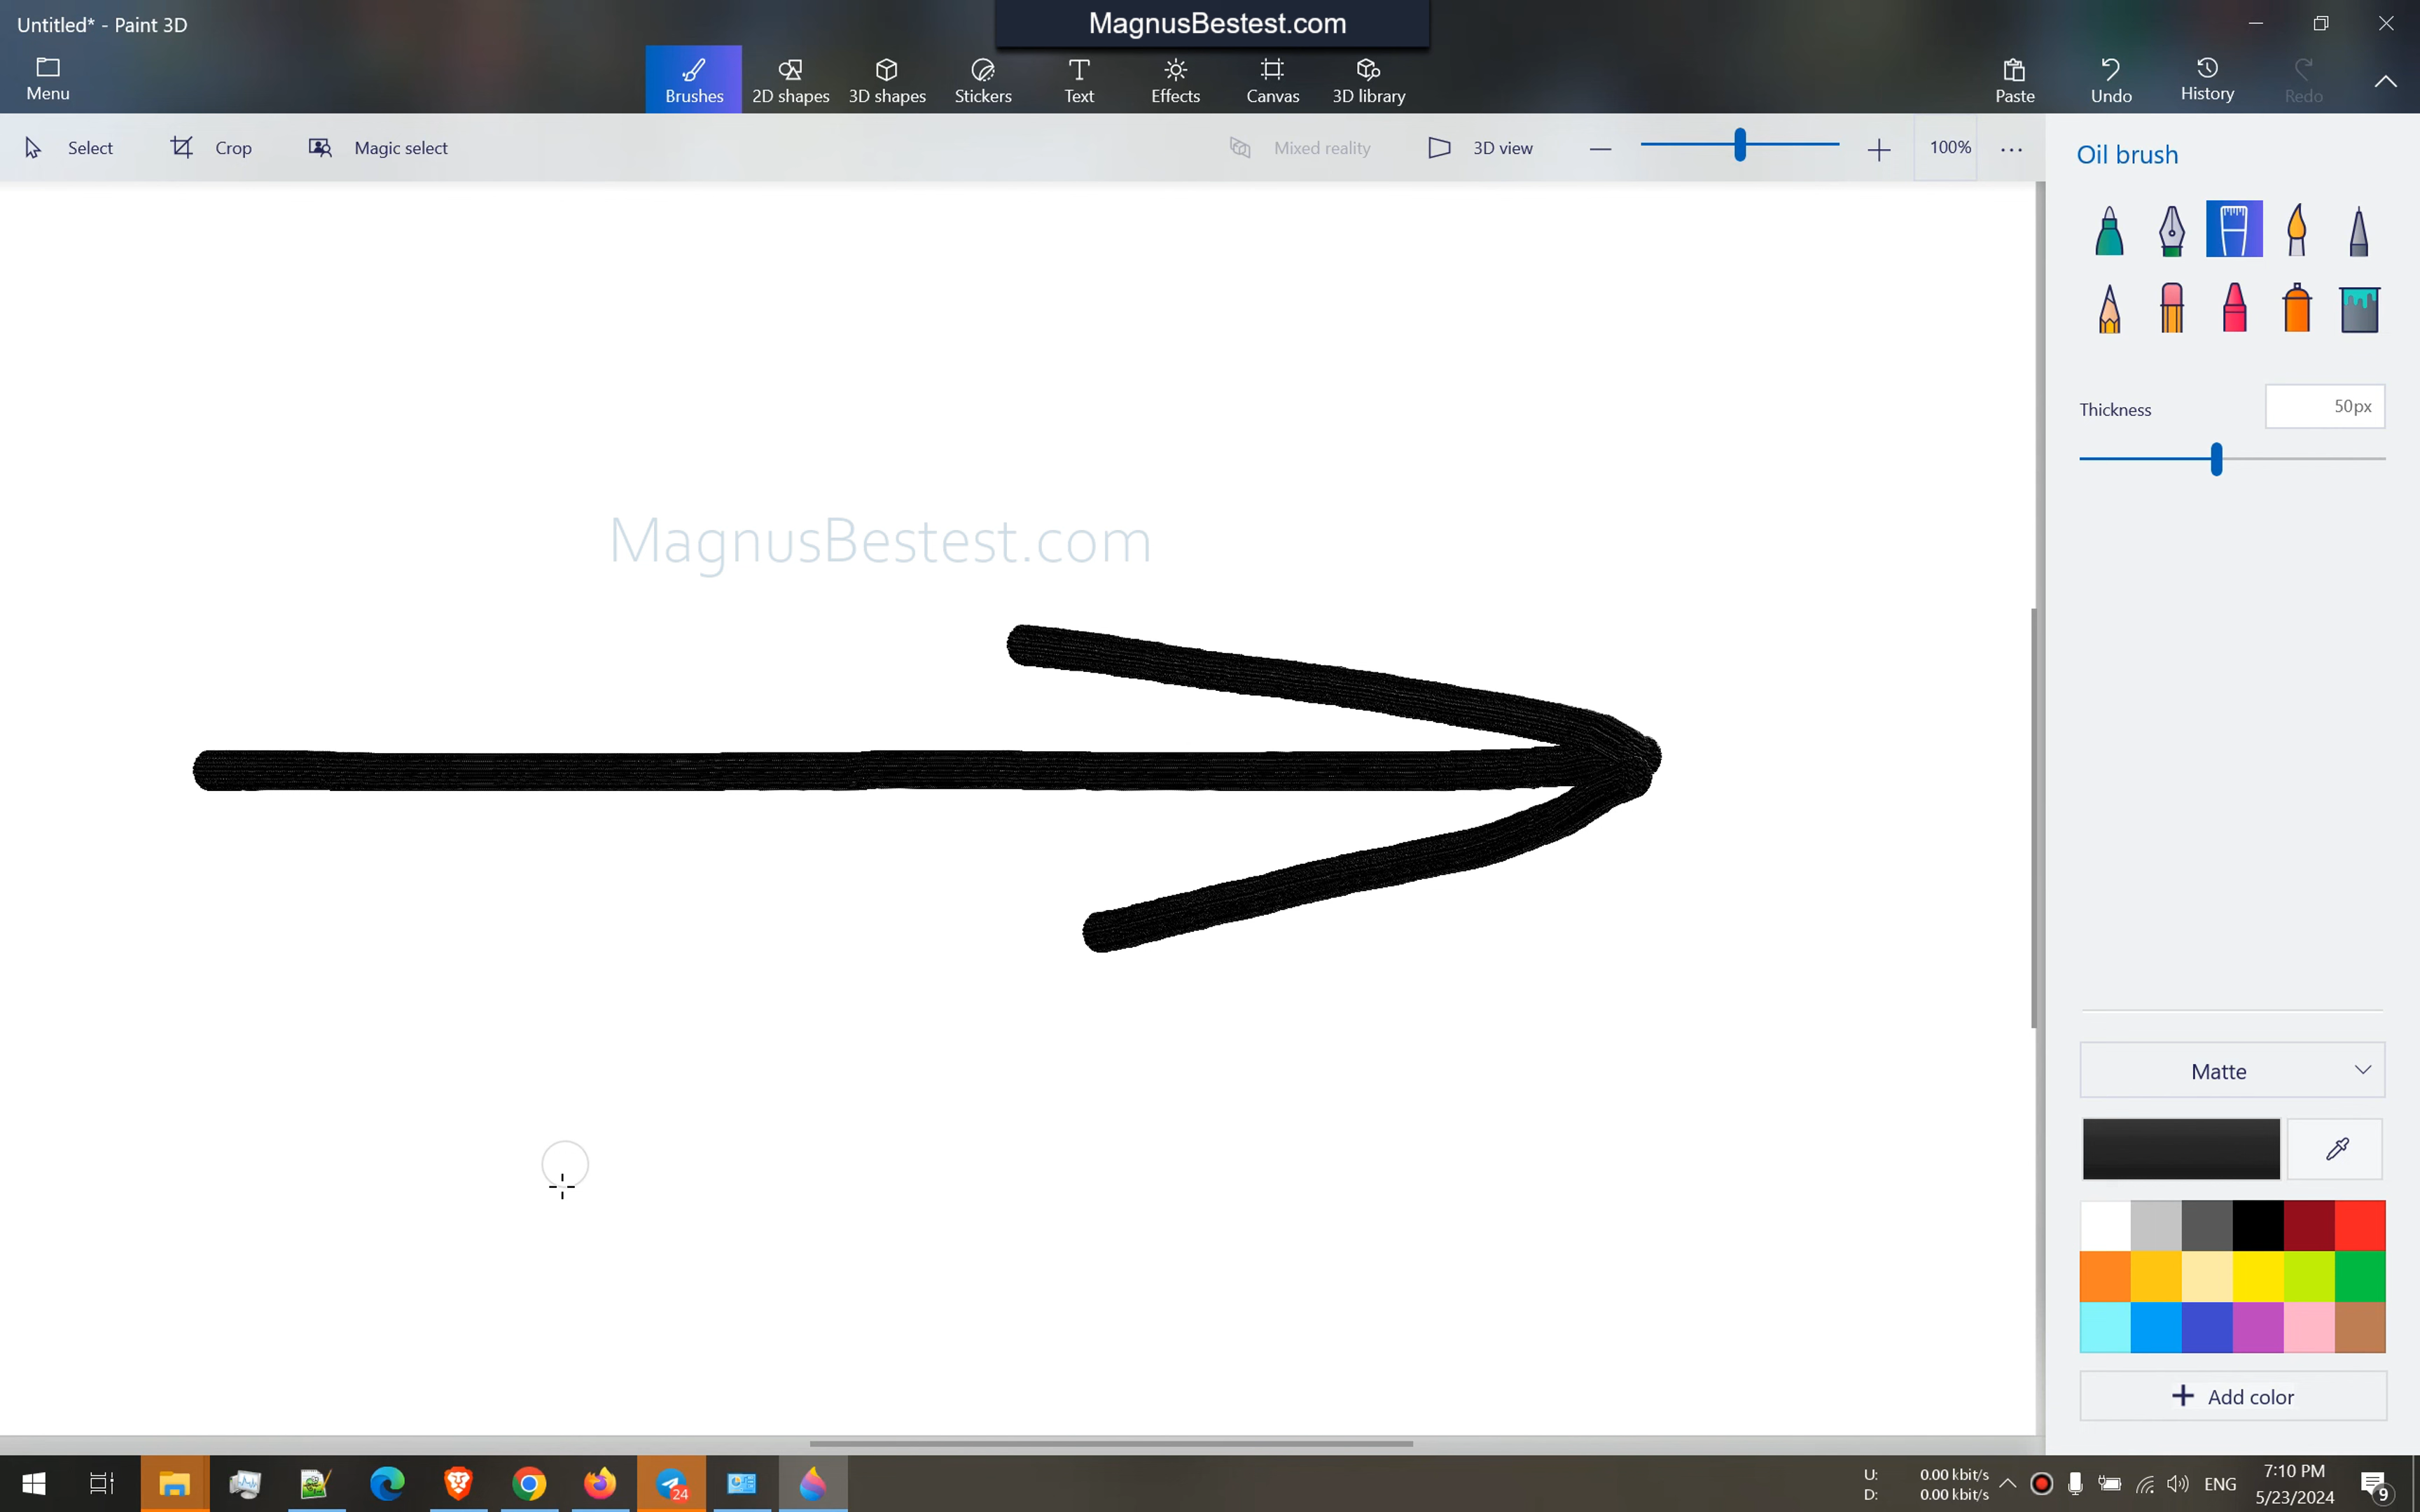 Untitled* - Paint 3D
MagnusBestest.com
Menu
Brushes
2D shapes
3D shapes
Stickers
Text
Effects
Canvas
3D library
Paste
Undo
History
Redo
Select
Crop
Magic select
Mixed reality
3D view
100%
Oil brush
Thickness
50px
MagnusBestest.com
Matte
Add color
24
U: 0.00 kbit/s
D: 0.00 kbit/s
ENG
7:10 PM
5/23/2024
9